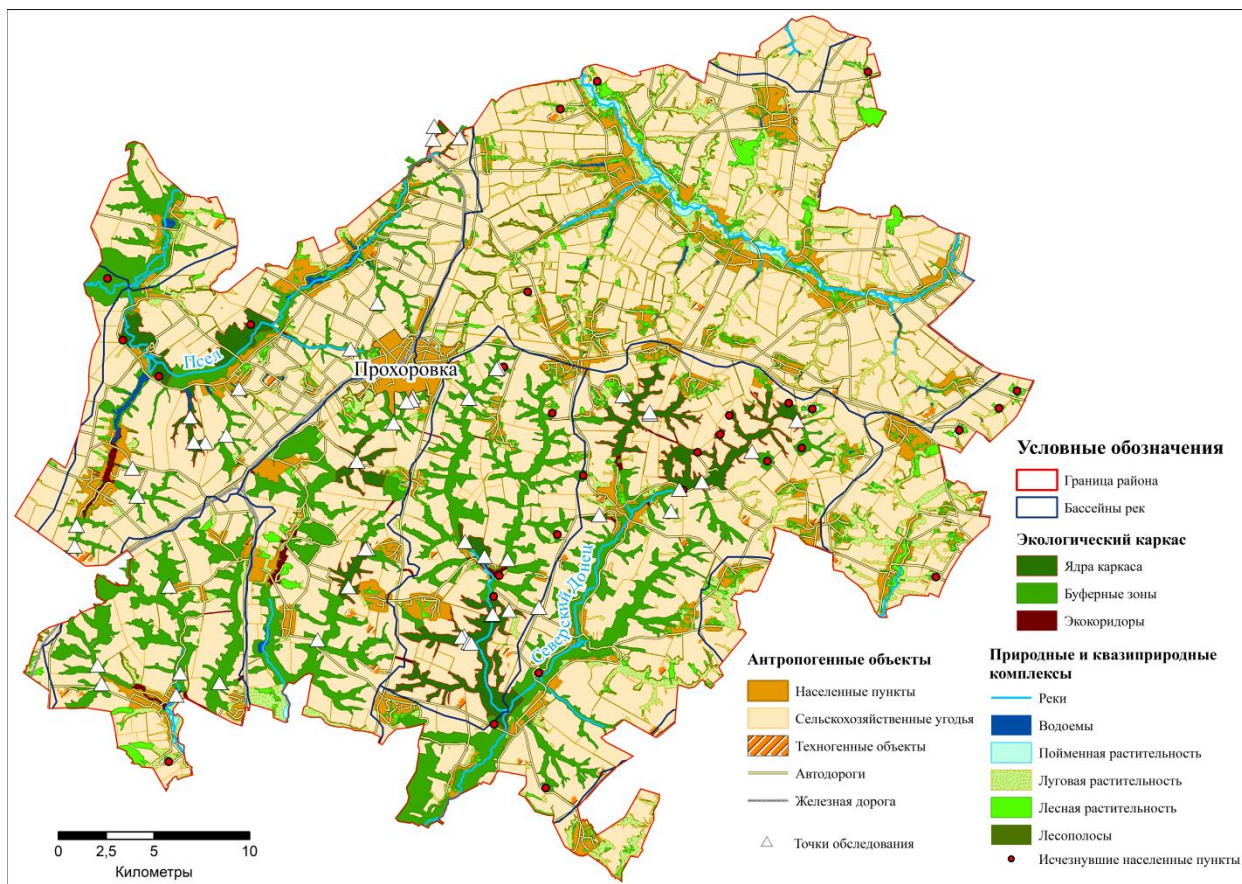 Псел
Прохоровка
Северский Донец
Условные обозначения
Граница района
Бассейны рек
Экологический каркас
Ядра каркаса
Буферные зоны
Экокоридоры
Антропогенные объекты
Населенные пункты
Сельскохозяйственные угодья
Техногенные объекты
Автодороги
Железная дорога
Точки обследования
Природные и квазиприродные
комплексы
Реки
Водоемы
Пойменная растительность
Луговая растительность
Лесная растительность
Лесополосы
Исчезнувшие населенные пункты
0 2,5 5 10
Километры